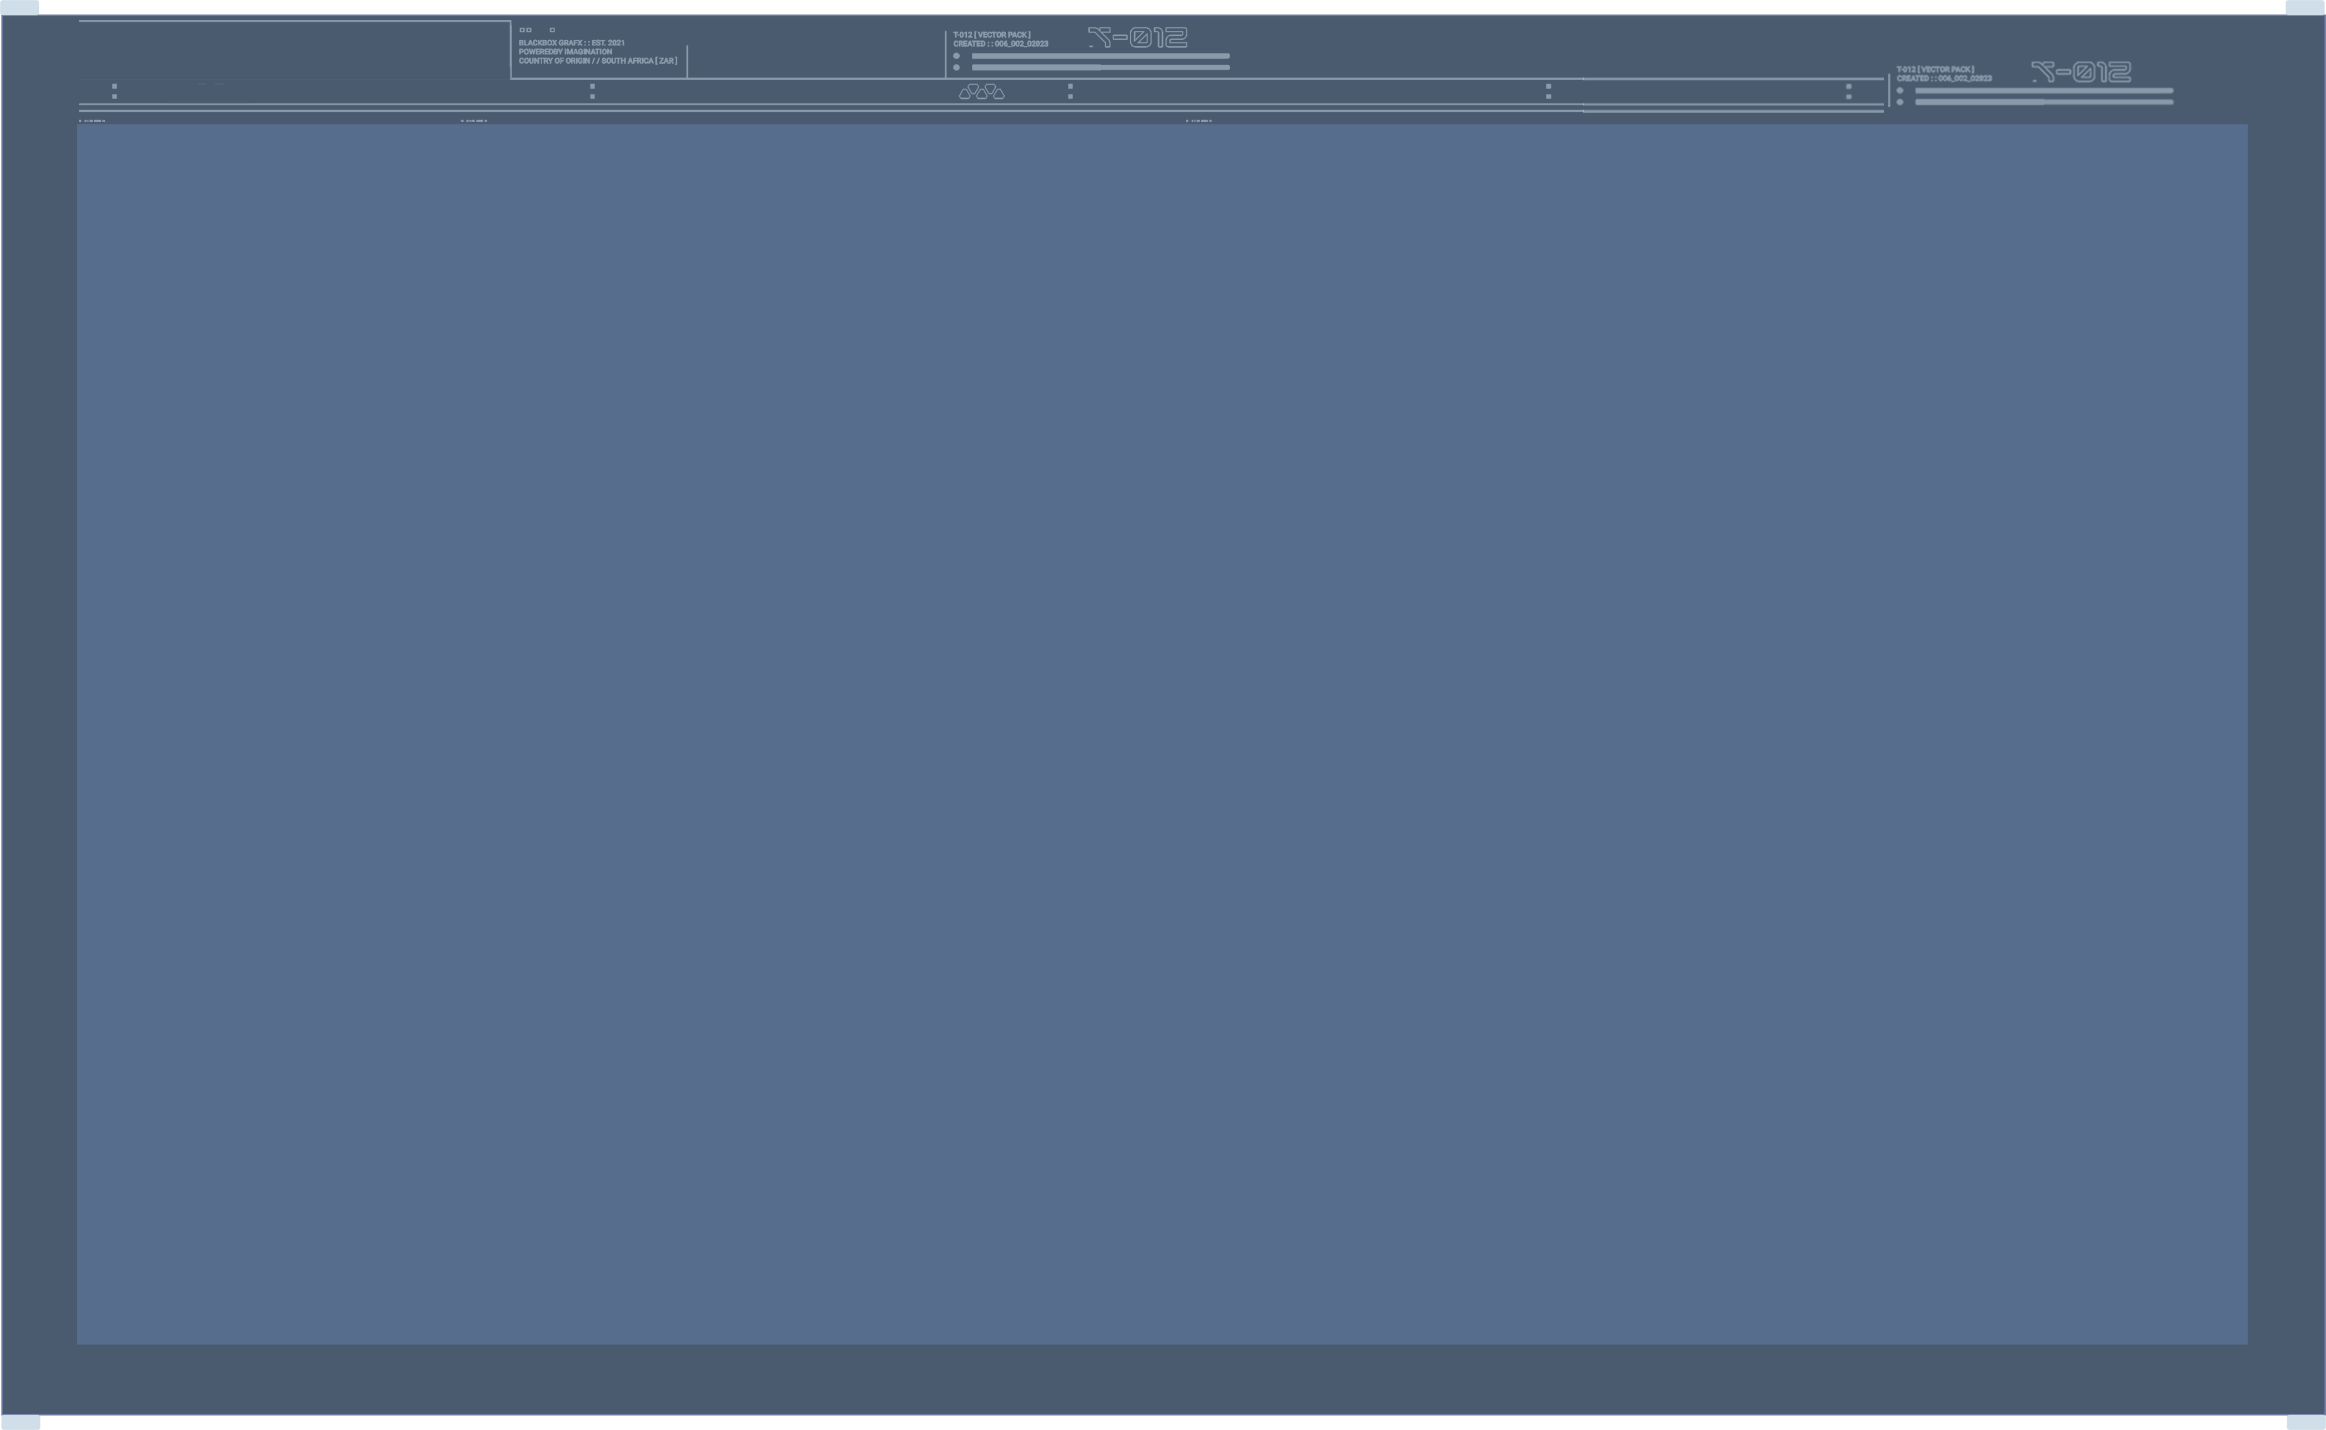 BLACKBOX GRAFX : : EST. 2021
POWEREDBY IMAGINATION
COUNTRY OF ORIGIN / / SOUTH AFRICA [ ZAR ]
T-012 [ VECTOR PACK ]
CREATED : : 006_002_02023
T-012
T-012 [ VECTOR PACK ]
CREATED : : 006_002_02023
T-012